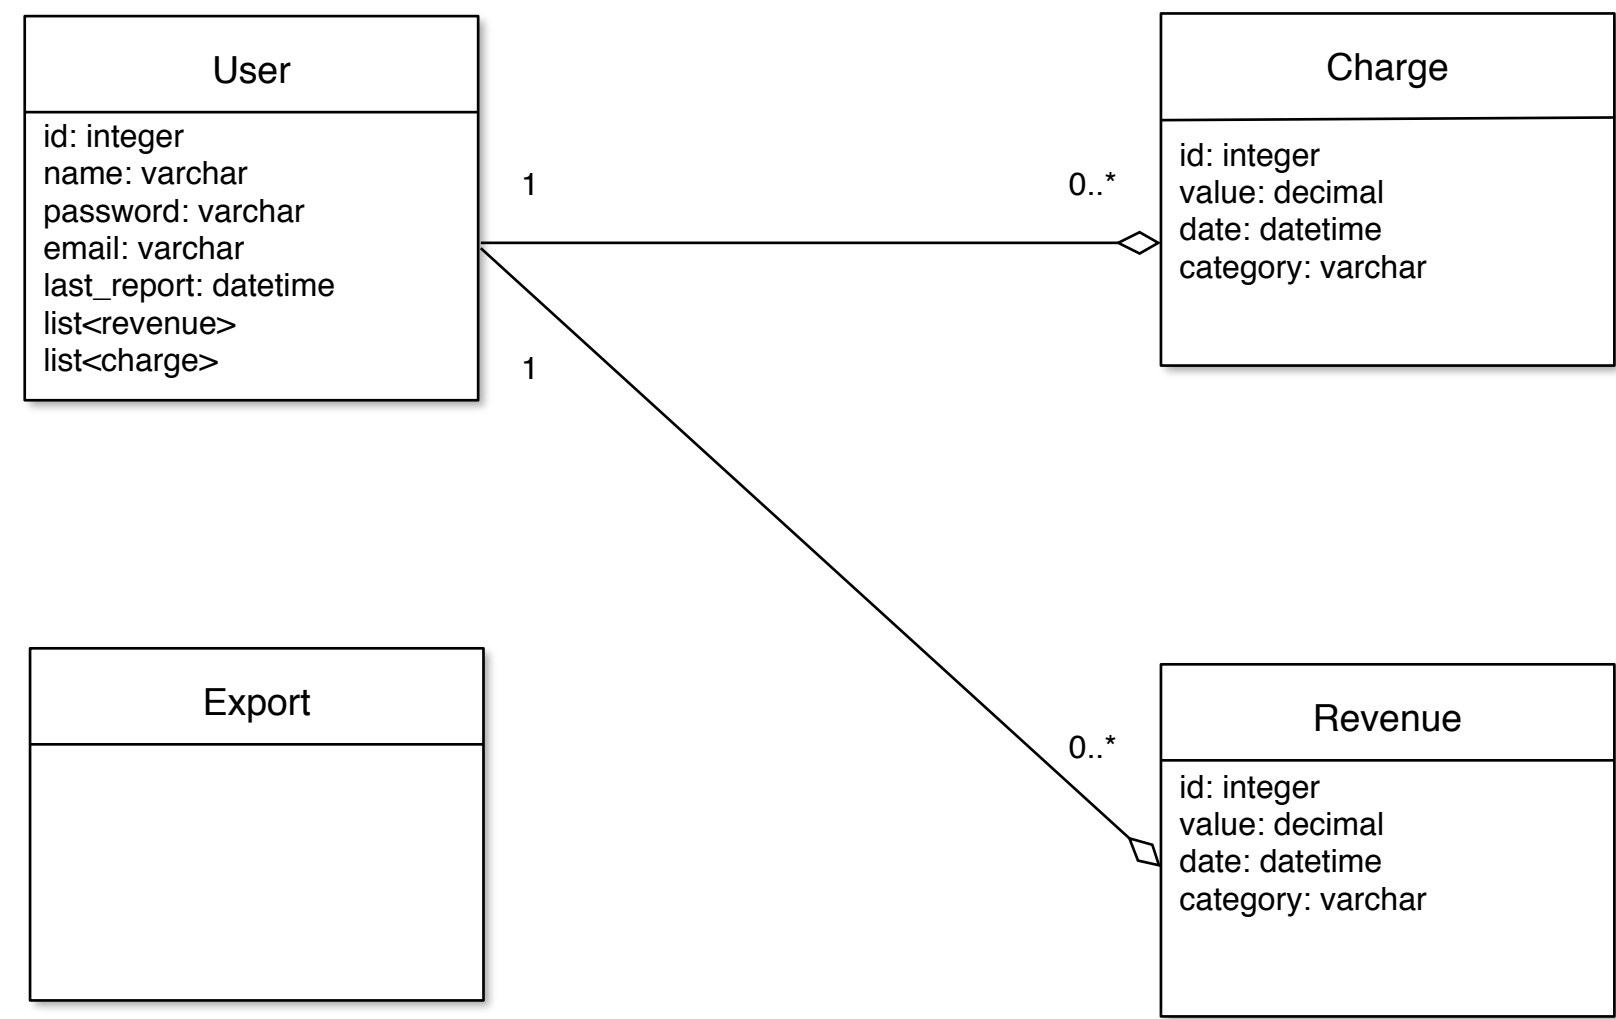 User
id: integer
name: varchar
password: varchar
email: varchar
last_report: datetime
list<revenue>
list<charge>
1
0..*
1
0..*
Charge
id: integer
value: decimal
date: datetime
category: varchar
Export
Revenue
id: integer
value: decimal
date: datetime
category: varchar